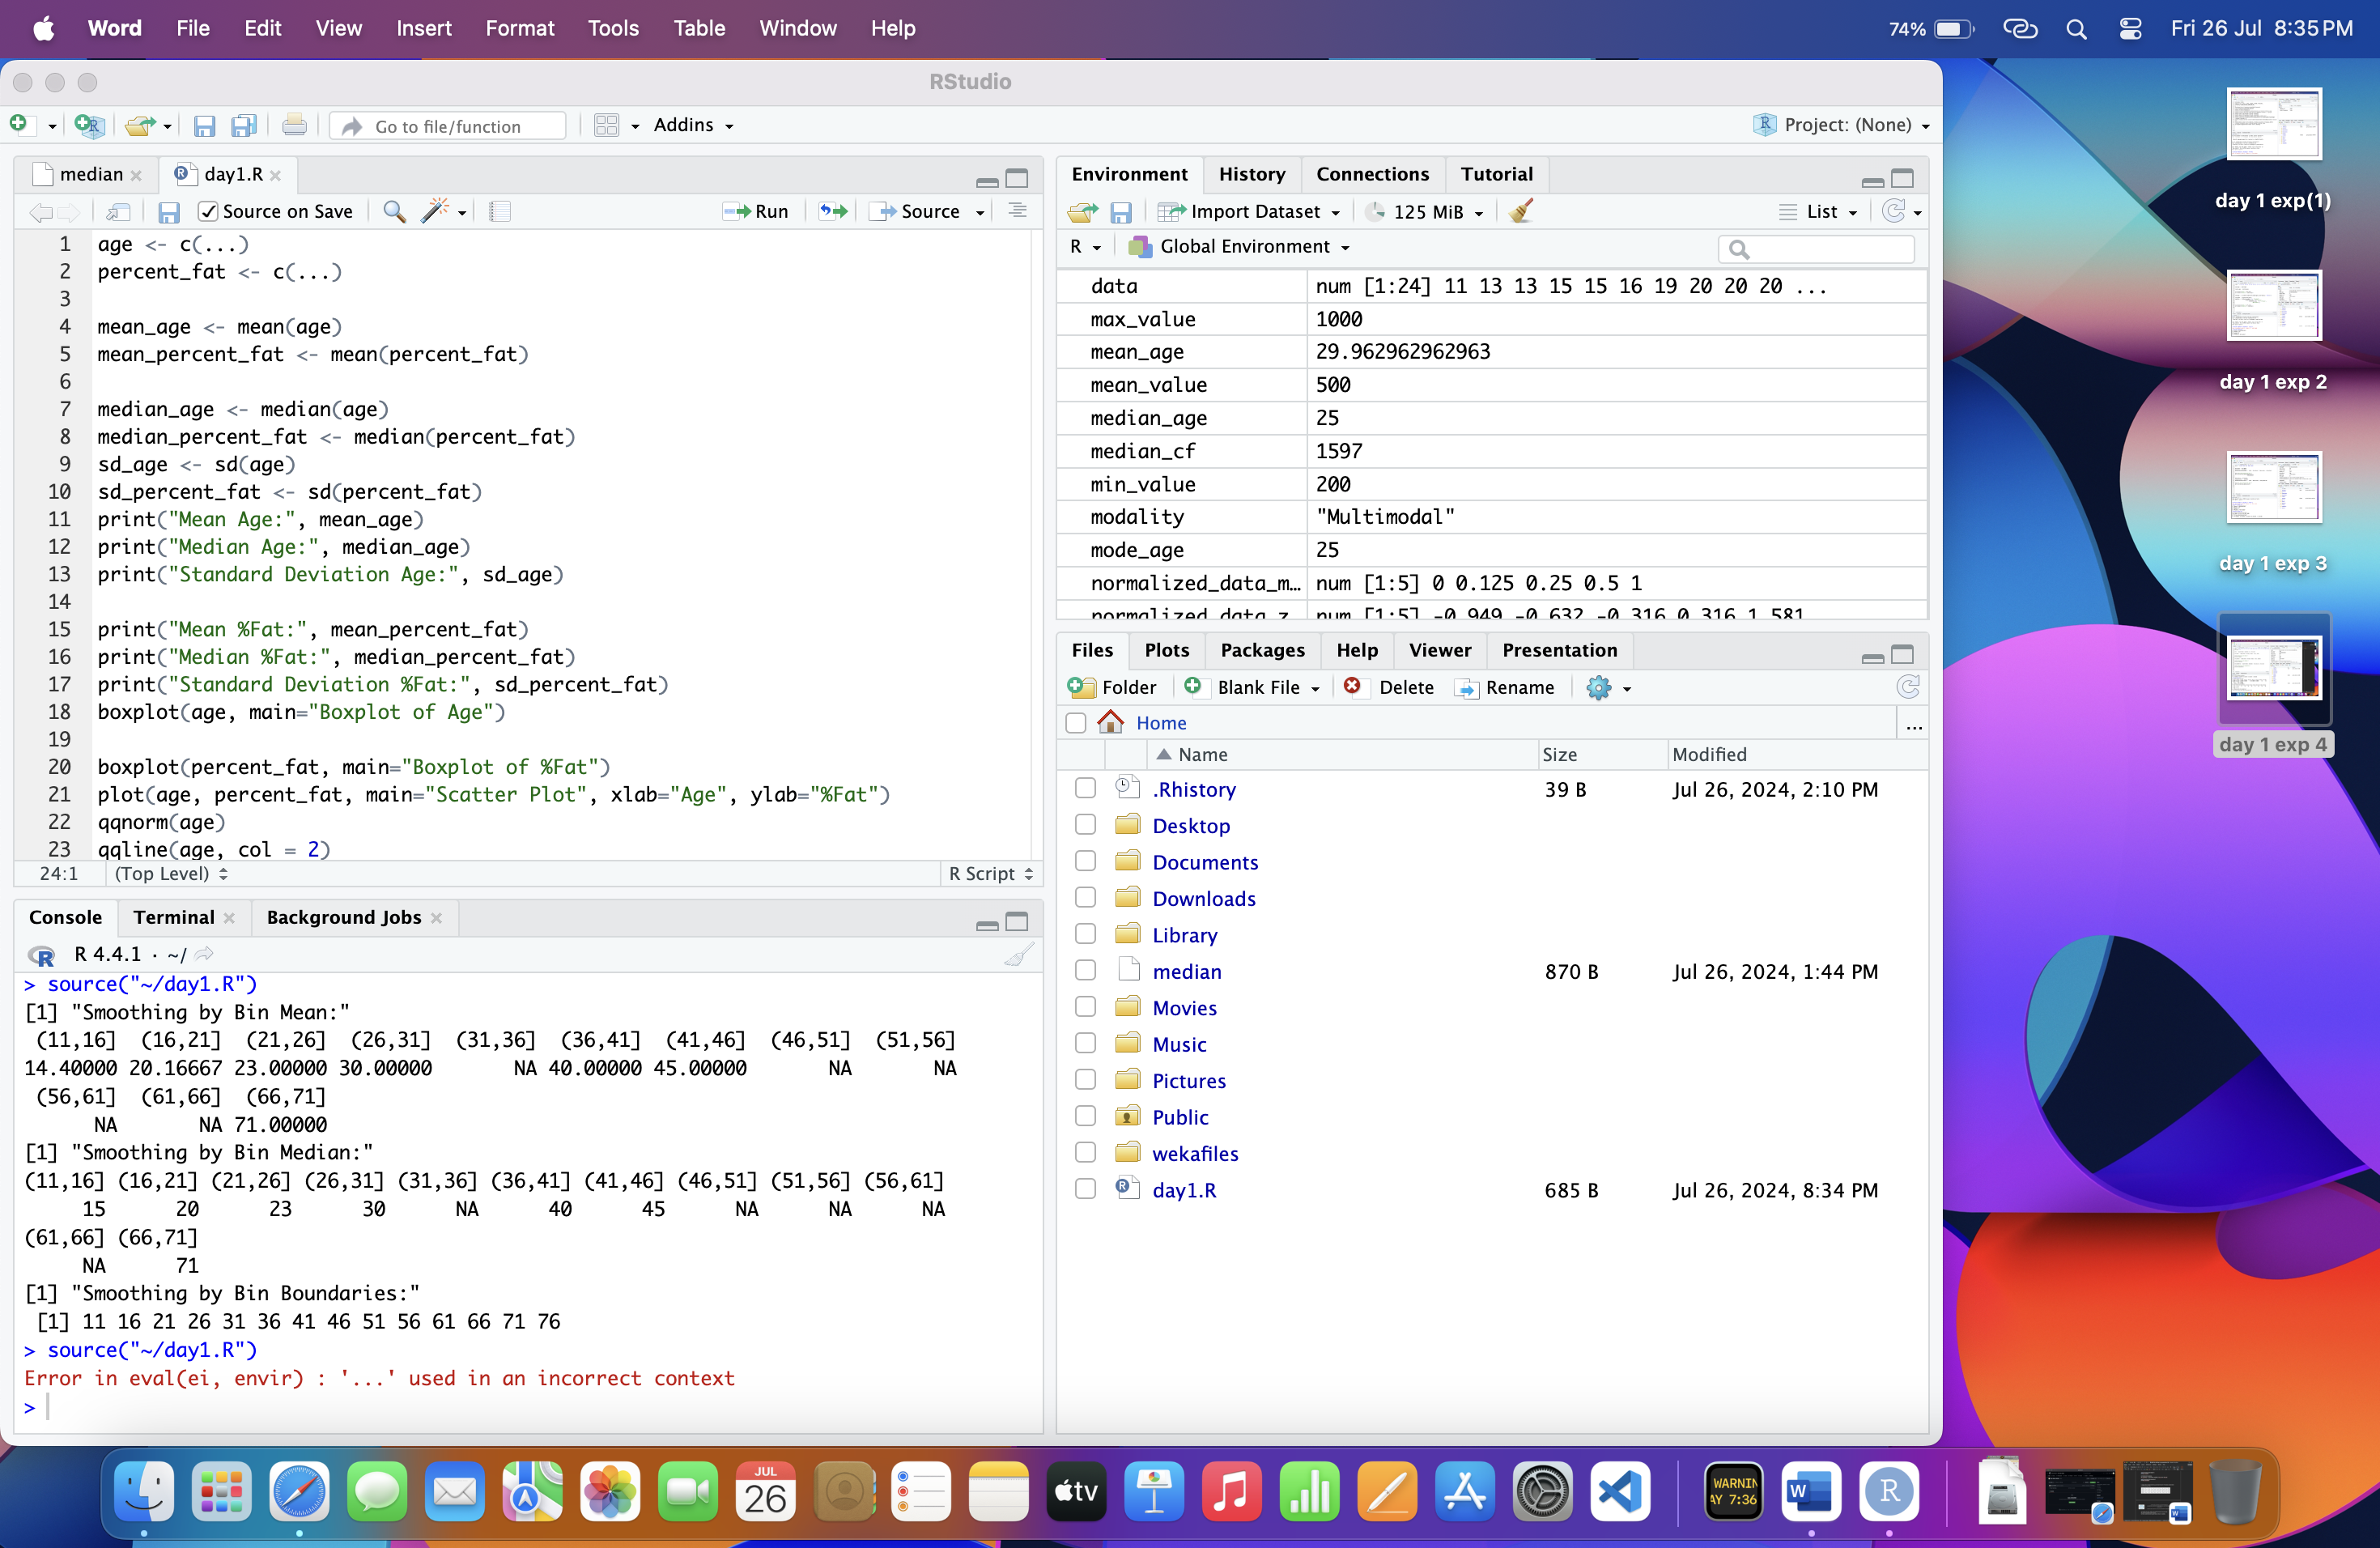 Word File Edit View Insert Format Tools Table Window Help 74% Fri 26 Jul 8:35 PM
RStudio
Go to file/function Addins Project: (None)
median day1.R
Source on Save Run Source
1 age <- c(...)
2 percent_fat <- c(...)
3
4 mean_age <- mean(age)
5 mean_percent_fat <- mean(percent_fat)
6
7 median_age <- median(age)
8 median_percent_fat <- median(percent_fat)
9 sd_age <- sd(age)
10 sd_percent_fat <- sd(percent_fat)
11 print("Mean Age:", mean_age)
12 print("Median Age:", median_age)
13 print("Standard Deviation Age:", sd_age)
14
15 print("Mean %Fat:", mean_percent_fat)
16 print("Median %Fat:", median_percent_fat)
17 print("Standard Deviation %Fat:", sd_percent_fat)
18 boxplot(age, main="Boxplot of Age")
19
20 boxplot(percent_fat, main="Boxplot of %Fat")
21 plot(age, percent_fat, main="Scatter Plot", xlab="Age", ylab="%Fat")
22 qqnorm(age)
23 qqline(age, col = 2)
24:1 (Top Level) R Script
Console Terminal Background Jobs
R 4.4.1 · ~/
> source("~/day1.R")
[1] "Smoothing by Bin Mean:"
(11,16] (16,21] (21,26] (26,31] (31,36] (36,41] (41,46] (46,51] (51,56]
14.40000 20.16667 23.00000 30.00000 NA 40.00000 45.00000 NA NA
(56,61] (61,66] (66,71]
NA NA 71.00000
[1] "Smoothing by Bin Median:"
(11,16] (16,21] (21,26] (26,31] (31,36] (36,41] (41,46] (46,51] (51,56] (56,61]
15 20 23 30 NA 40 45 NA NA NA
(61,66] (66,71]
NA 71
[1] "Smoothing by Bin Boundaries:"
[1] 11 16 21 26 31 36 41 46 51 56 61 66 71 76
> source("~/day1.R")
Error in eval(ei, envir) : '...' used in an incorrect context
>
Environment History Connections Tutorial
Import Dataset 125 MiB List
R Global Environment
data num [1:24] 11 13 13 15 15 16 19 20 20 20 ...
max_value 1000
mean_age 29.962962962963
mean_value 500
median_age 25
median_cf 1597
min_value 200
modality "Multimodal"
mode_age 25
normalized_data_m… num [1:5] 0 0.125 0.25 0.5 1
normalized_data_z num [1:5] -0.949 -0.632 -0.316 0.316 1.581
Files Plots Packages Help Viewer Presentation
Folder Blank File Delete Rename
Home ...
Name Size Modified
.Rhistory 39 B Jul 26, 2024, 2:10 PM
Desktop
Documents
Downloads
Library
median 870 B Jul 26, 2024, 1:44 PM
Movies
Music
Pictures
Public
wekafiles
day1.R 685 B Jul 26, 2024, 8:34 PM
day 1 exp(1)
day 1 exp 2
day 1 exp 3
day 1 exp 4
JUL
26
tv
WARNIN
AY 7:36
W
R